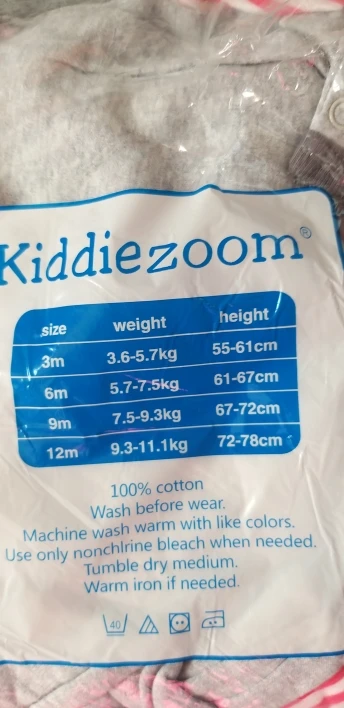 Kiddiezoom®
size weight height
3m 3.6-5.7kg 55-61cm
6m 5.7-7.5kg 61-67cm
9m 7.5-9.3kg 67-72cm
12m 9.3-11.1kg 72-78cm
100% cotton
Wash before wear.
Machine wash warm with like colors.
Use only nonchlrine bleach when needed.
Tumble dry medium.
Warm iron if needed.
40